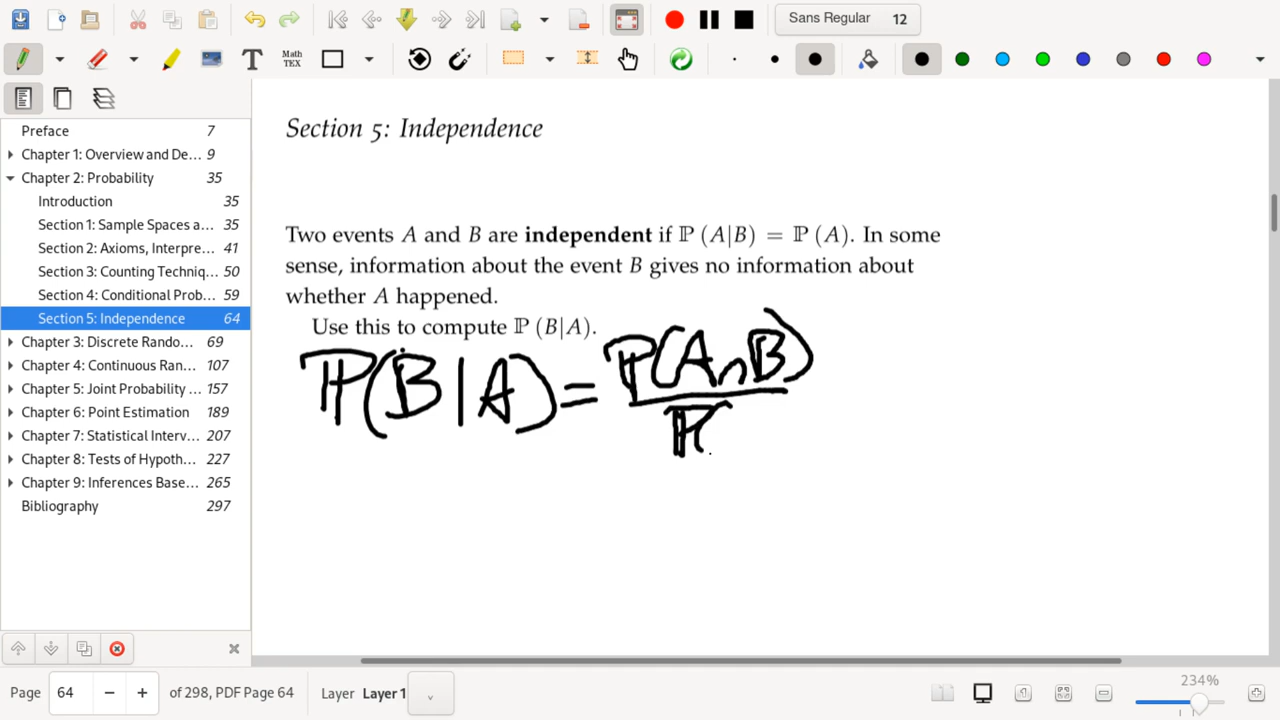 Sans Regular 12
Math
TEX
Preface 7
Chapter 1: Overview and De... 9
Chapter 2: Probability 35
Introduction 35
Section 1: Sample Spaces a... 35
Section 2: Axioms, Interpre... 41
Section 3: Counting Techniq... 50
Section 4: Conditional Prob... 59
Section 5: Independence 64
Chapter 3: Discrete Rando... 69
Chapter 4: Continuous Ran... 107
Chapter 5: Joint Probability ... 157
Chapter 6: Point Estimation 189
Chapter 7: Statistical Interv... 207
Chapter 8: Tests of Hypoth... 227
Chapter 9: Inferences Base... 265
Bibliography 297
Section 5: Independence
Two events A and B are independent if ℙ (A|B) = ℙ (A). In some
sense, information about the event B gives no information about
whether A happened.
Use this to compute ℙ (B|A).
ℙ(B|A) = ℙ(A∩B)
ℙ(
Page 64 of 298, PDF Page 64 Layer Layer 1 234%